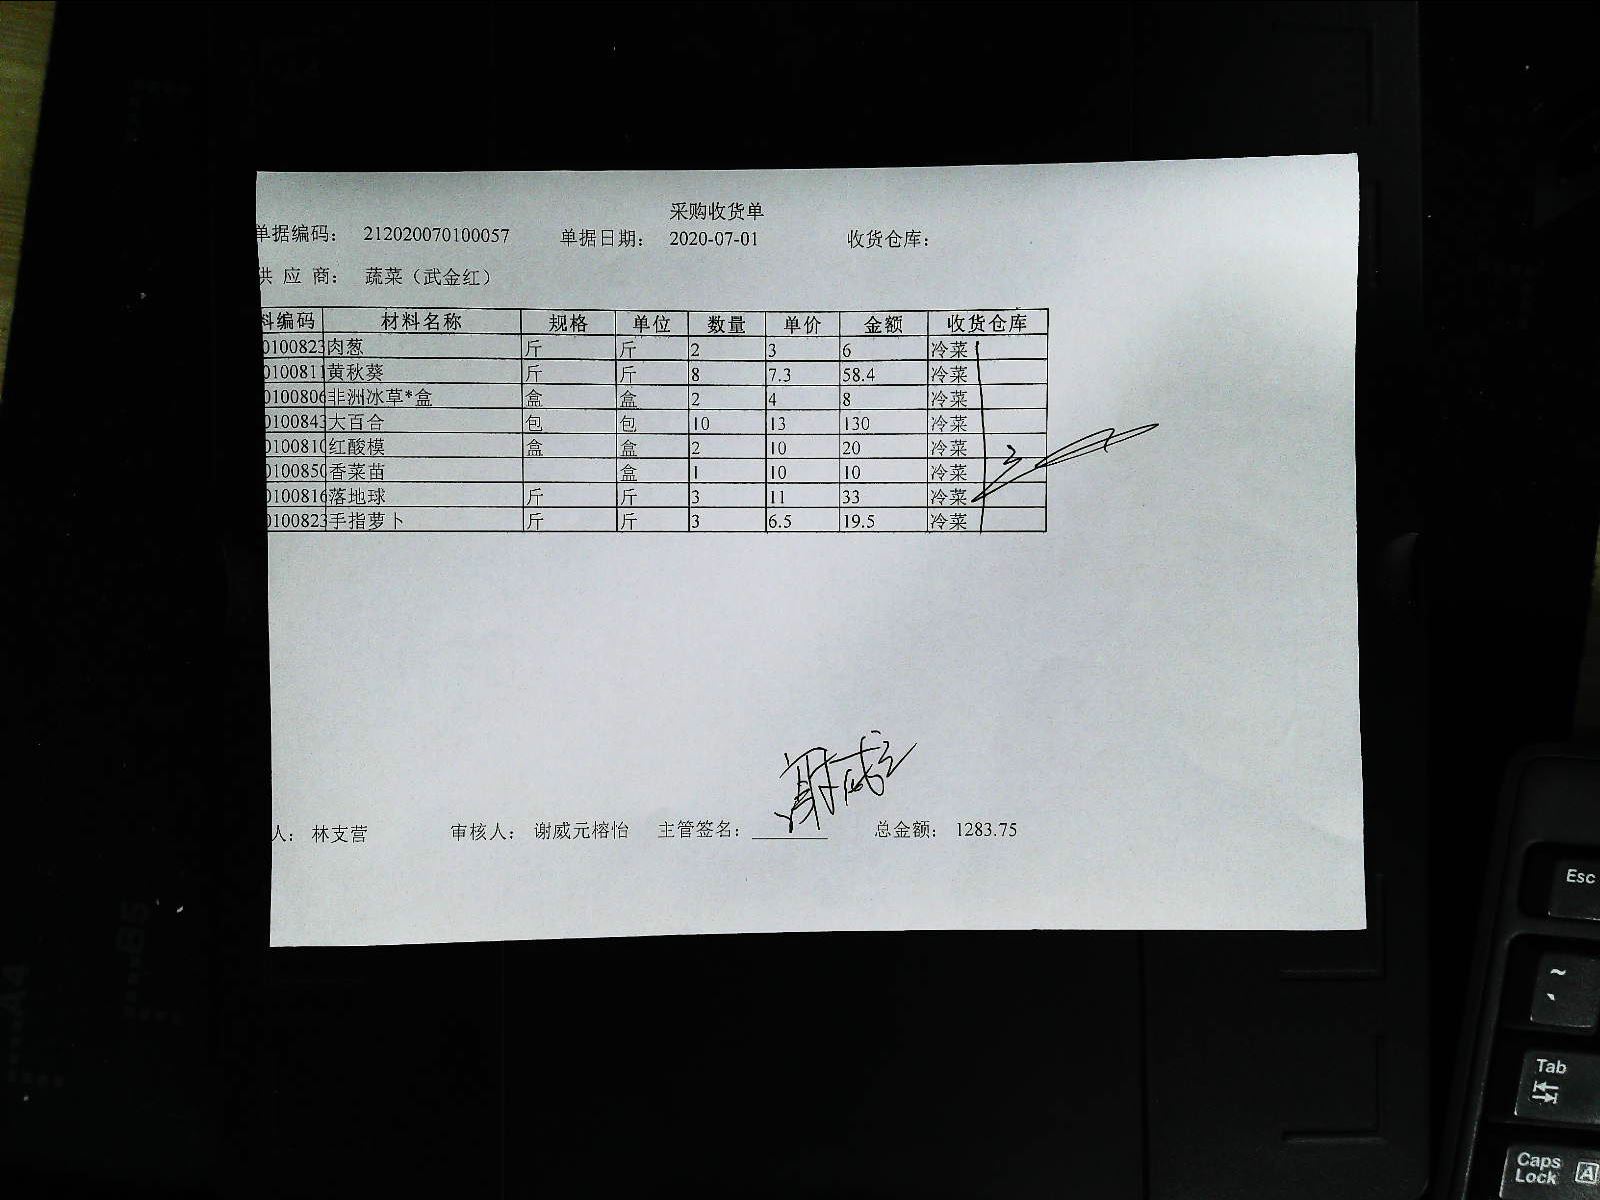 采购收货单
单据编码： 212020070100057 单据日期： 2020-07-01 收货仓库：
供 应 商： 蔬菜（武金红）
料编码 材料名称 规格 单位 数量 单价 金额 收货仓库
0100823 肉葱 斤 斤 2 3 6 冷菜
0100811 黄秋葵 斤 斤 8 7.3 58.4 冷菜
0100806 非洲冰草*盒 盒 盒 2 4 8 冷菜
0100843 大百合 包 包 10 13 130 冷菜
0100810 红酸模 盒 盒 2 10 20 冷菜
0100850 香菜苗 盒 1 10 10 冷菜
0100816 落地球 斤 斤 3 11 33 冷菜
0100823 手指萝卜 斤 斤 3 6.5 19.5 冷菜
谢威元
人： 林支营 审核人： 谢威元榕怡 主管签名： 总金额： 1283.75
Esc
~
Tab
Caps Lock A
A4
B5